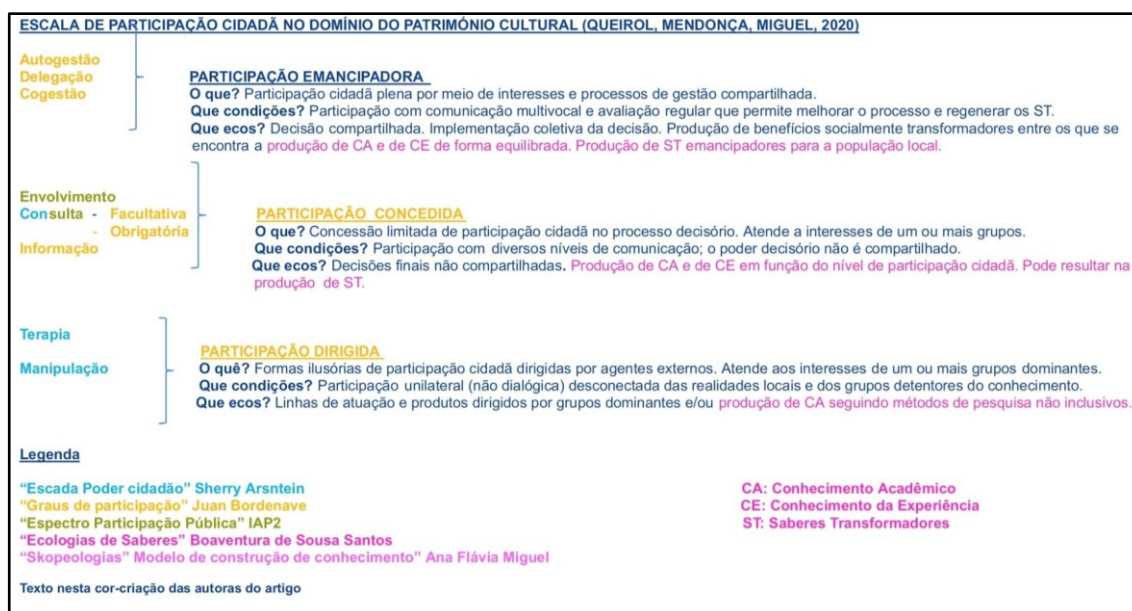 ESCALA DE PARTICIPAÇÃO CIDADÃ NO DOMÍNIO DO PATRIMÓNIO CULTURAL (QUEIROL, MENDONÇA, MIGUEL, 2020)
Autogestão
Delegação
Cogestão
PARTICIPAÇÃO EMANCIPADORA
O que? Participação cidadã plena por meio de interesses e processos de gestão compartilhada.
Que condições? Participação com comunicação multivocal e avaliação regular que permite melhorar o processo e regenerar os ST.
Que ecos? Decisão compartilhada. Implementação coletiva da decisão. Produção de benefícios socialmente transformadores entre os que se
encontra a produção de CA e de CE de forma equilibrada. Produção de ST emancipadores para a população local.
Envolvimento
Consulta - Facultativa
- Obrigatória
Informação
PARTICIPAÇÃO CONCEDIDA
O que? Concessão limitada de participação cidadã no processo decisório. Atende a interesses de um ou mais grupos.
Que condições? Participação com diversos níveis de comunicação; o poder decisório não é compartilhado.
Que ecos? Decisões finais não compartilhadas. Produção de CA e de CE em função do nível de participação cidadã. Pode resultar na
produção de ST.
Terapia
Manipulação
PARTICIPAÇÃO DIRIGIDA
O quê? Formas ilusórias de participação cidadã dirigidas por agentes externos. Atende aos interesses de um ou mais grupos dominantes.
Que condições? Participação unilateral (não dialógica) desconectada das realidades locais e dos grupos detentores do conhecimento.
Que ecos? Linhas de atuação e produtos dirigidos por grupos dominantes e/ou produção de CA seguindo métodos de pesquisa não inclusivos.
Legenda
“Escada Poder cidadão” Sherry Arsntein
“Graus de participação” Juan Bordenave
“Espectro Participação Pública” IAP2
“Ecologias de Saberes” Boaventura de Sousa Santos
“Skopeologias” Modelo de construção de conhecimento” Ana Flávia Miguel
Texto nesta cor-criação das autoras do artigo
CA: Conhecimento Acadêmico
CE: Conhecimento da Experiência
ST: Saberes Transformadores